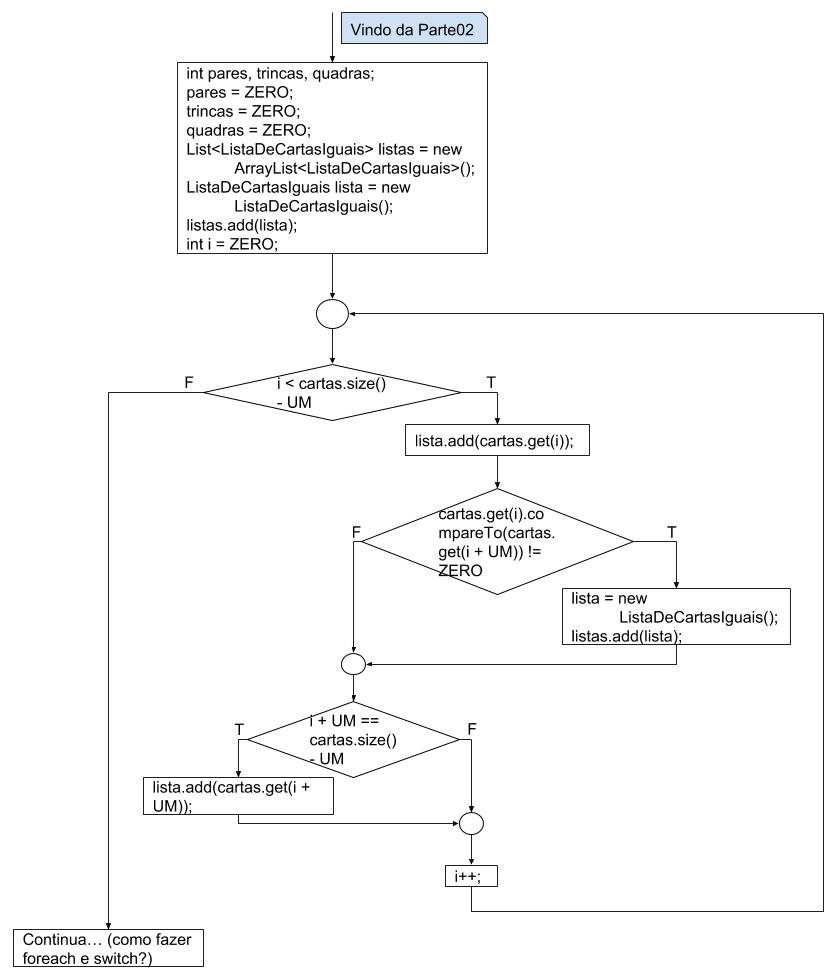 Vindo da Parte02
int pares, trincas, quadras;
pares = ZERO;
trincas = ZERO;
quadras = ZERO;
List<ListaDeCartasIguais> listas = new
ArrayList<ListaDeCartasIguais>();
ListaDeCartasIguais lista = new
ListaDeCartasIguais();
listas.add(lista);
int i = ZERO;
F
i < cartas.size()
- UM
T
lista.add(cartas.get(i));
F
cartas.get(i).co
mpareTo(cartas.
get(i + UM)) !=
ZERO
T
lista = new
ListaDeCartasIguais();
listas.add(lista);
T
i + UM ==
cartas.size()
- UM
F
lista.add(cartas.get(i +
UM));
i++;
Continua… (como fazer
foreach e switch?)